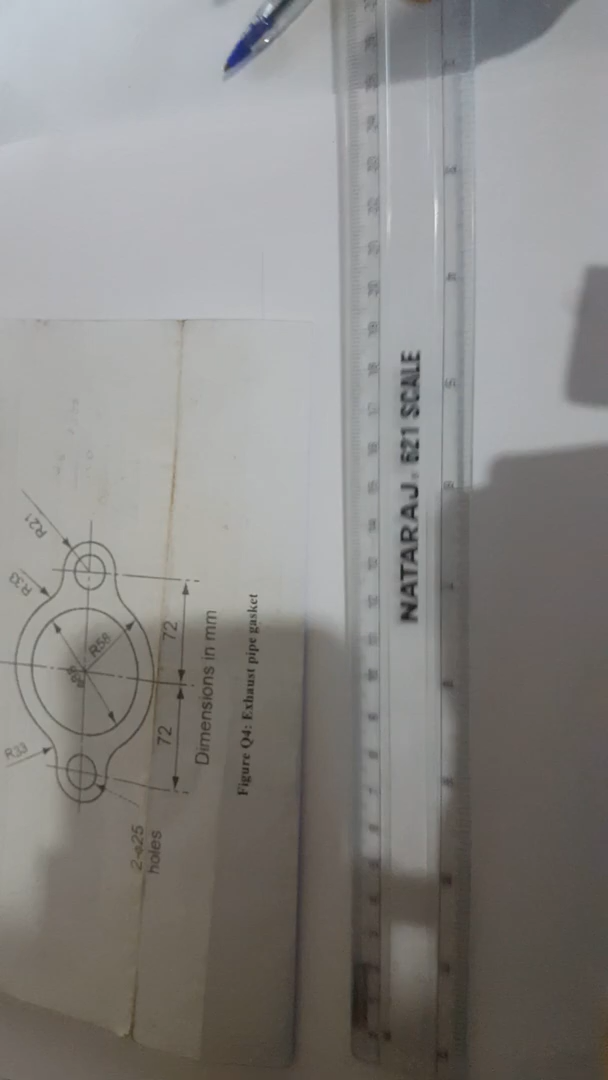 R21
R30
R33
R58
72
72
2-φ25
holes
Dimensions in mm
Figure Q4: Exhaust pipe gasket
NATARAJ. 621 SCALE